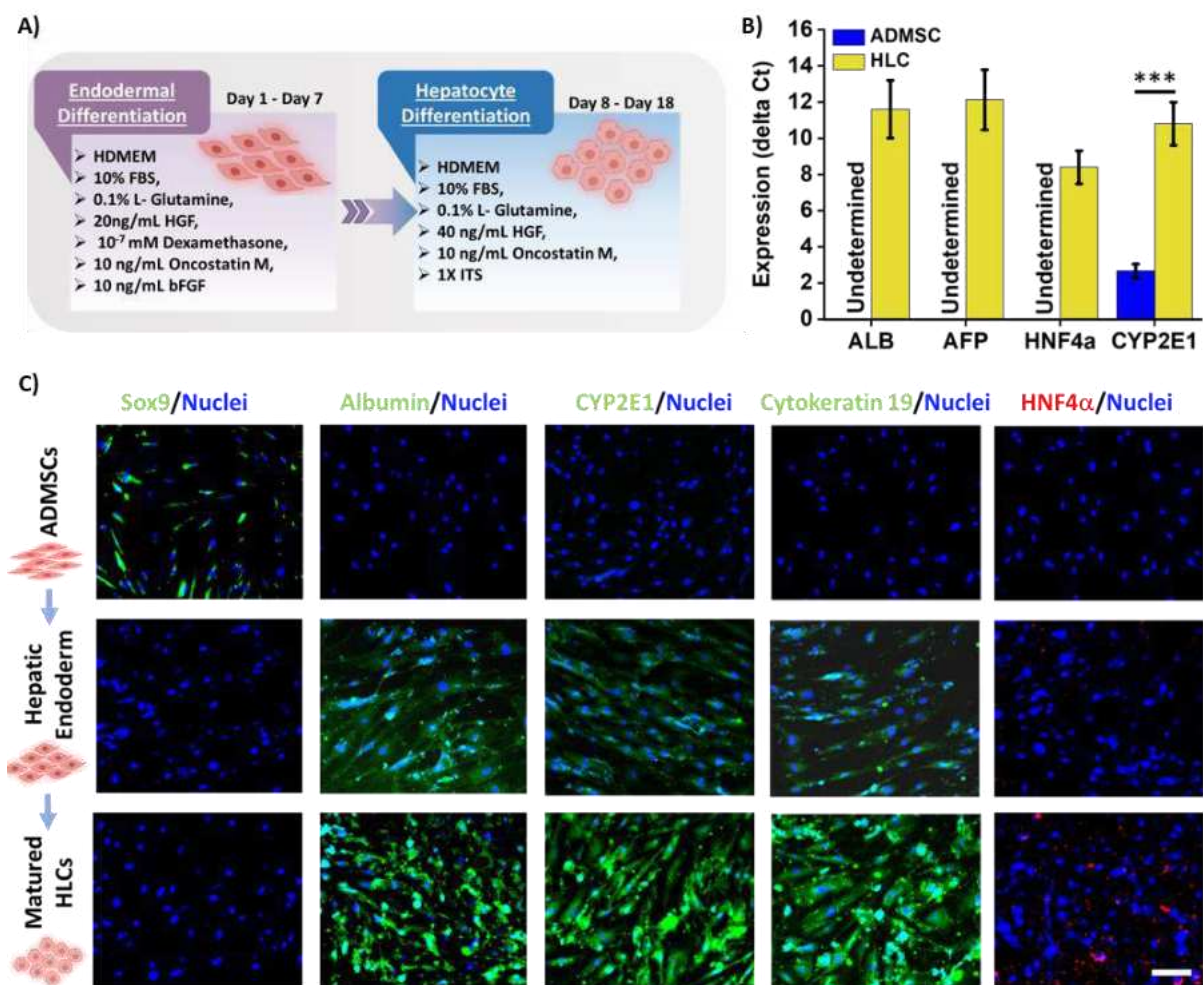 A)
Endodermal
Differentiation
Day 1 - Day 7
➢ HDMEM
➢ 10% FBS,
➢ 0.1% L- Glutamine,
➢ 20ng/mL HGF,
➢ 10⁻⁷ mM Dexamethasone,
➢ 10 ng/mL Oncostatin M,
➢ 10 ng/mL bFGF
Hepatocyte
Differentiation
Day 8 - Day 18
➢ HDMEM
➢ 10% FBS,
➢ 0.1% L- Glutamine,
➢ 40 ng/mL HGF,
➢ 10 ng/mL Oncostatin M,
➢ 1X ITS
B)
ADMSC
HLC
Expression (delta Ct)
16
14
12
10
8
6
4
2
0
Undetermined
Undetermined
Undetermined
***
ALB AFP HNF4a CYP2E1
C)
Sox9/Nuclei Albumin/Nuclei CYP2E1/Nuclei Cytokeratin 19/Nuclei HNF4α/Nuclei
ADMSCs
Hepatic
Endoderm
Matured
HLCs